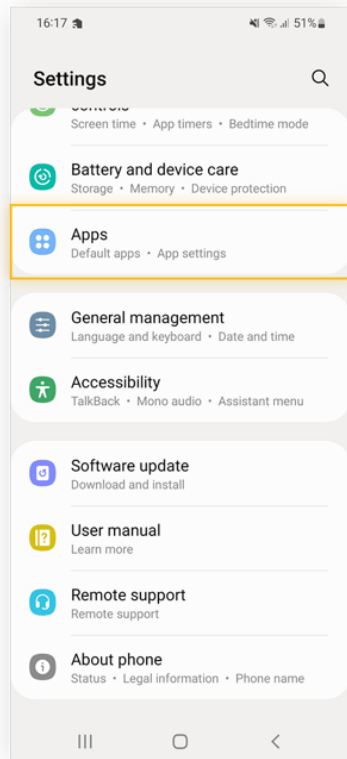 16:17 51%
Settings
Screen time • App timers • Bedtime mode
Battery and device care
Storage • Memory • Device protection
Apps
Default apps • App settings
General management
Language and keyboard • Date and time
Accessibility
TalkBack • Mono audio • Assistant menu
Software update
Download and install
User manual
Learn more
Remote support
Remote support
About phone
Status • Legal information • Phone name